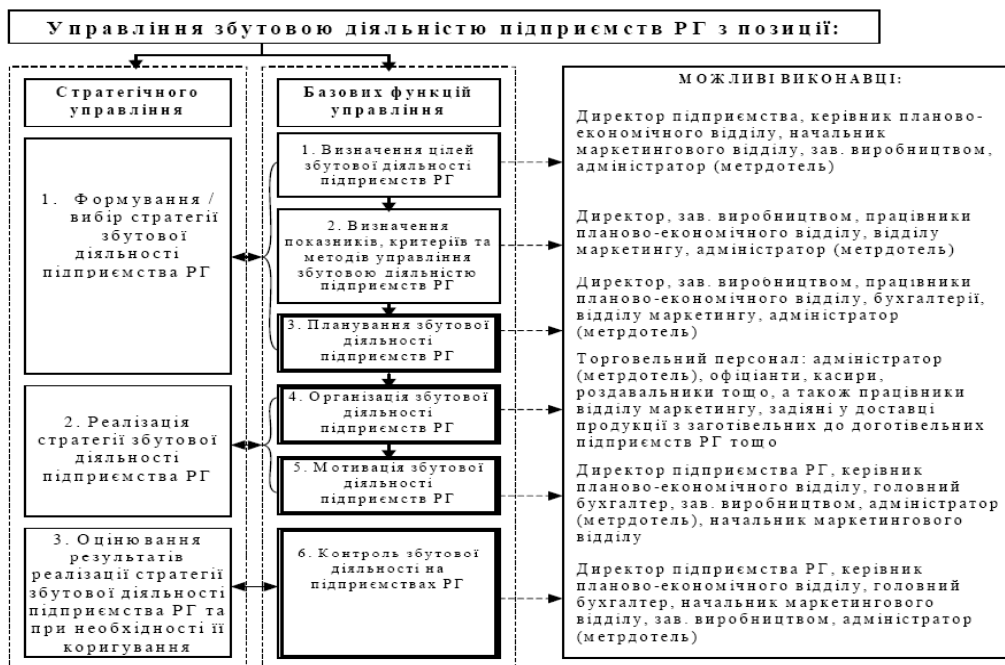 Управління збутовою діяльністю підприємств РГ з позиції:
Стратегічного
управління
1. Формування /
вибір стратегії
збутової
діяльності
підприємства РГ
2. Реалізація
стратегії збутової
діяльності
підприємства РГ
3. Оцінювання
результатів
реалізації стратегії
збутової діяльності
підприємства РГ та
при необхідності її
коригування
Базових функцій
управління
1. Визначення цілей
збутової діяльності
підприємств РГ
2. Визначення
показників, критеріїв та
методів управління
збутовою діяльністю
підприємств РГ
3. Планування збутової
діяльності
підприємств РГ
4. Організація збутової
діяльності
підприємств РГ
5. Мотивація збутової
діяльності
підприємств РГ
6. Контроль збутової
діяльності на
підприємствах РГ
МОЖЛИВІ ВИКОНАВЦІ:
Директор підприємства, керівник планово-
економічного відділу, начальник
маркетингового відділу, зав. виробництвом,
адміністратор (метрдотель)
Директор, зав. виробництвом, працівники
планово-економічного відділу, відділу
маркетингу, адміністратор (метрдотель)
Директор, зав. виробництвом, працівники
планово-економічного відділу, бухгалтерії,
відділу маркетингу, адміністратор
(метрдотель)
Торговельний персонал: адміністратор
(метрдотель), офіціанти, касири,
роздавальники тощо, а також працівники
відділу маркетингу, задіяні у доставці
продукції з заготівельних до доготівельних
підприємств РГ тощо
Директор підприємства РГ, керівник
планово-економічного відділу, головний
бухгалтер, зав. виробництвом, адміністратор
(метрдотель), начальник маркетингового
відділу
Директор підприємства РГ, керівник
планово-економічного відділу, головний
бухгалтер, начальник маркетингового
відділу, зав. виробництвом, адміністратор
(метрдотель)